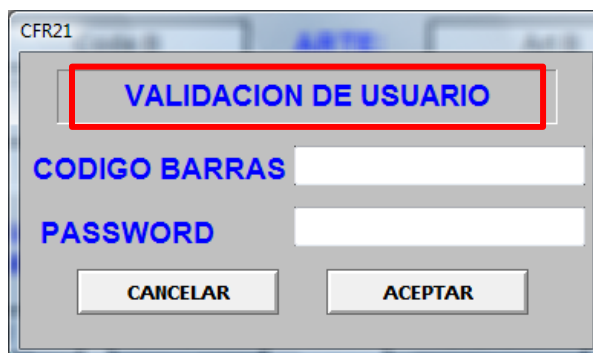 CFR21
VALIDACION DE USUARIO
CODIGO BARRAS
PASSWORD
CANCELAR
ACEPTAR